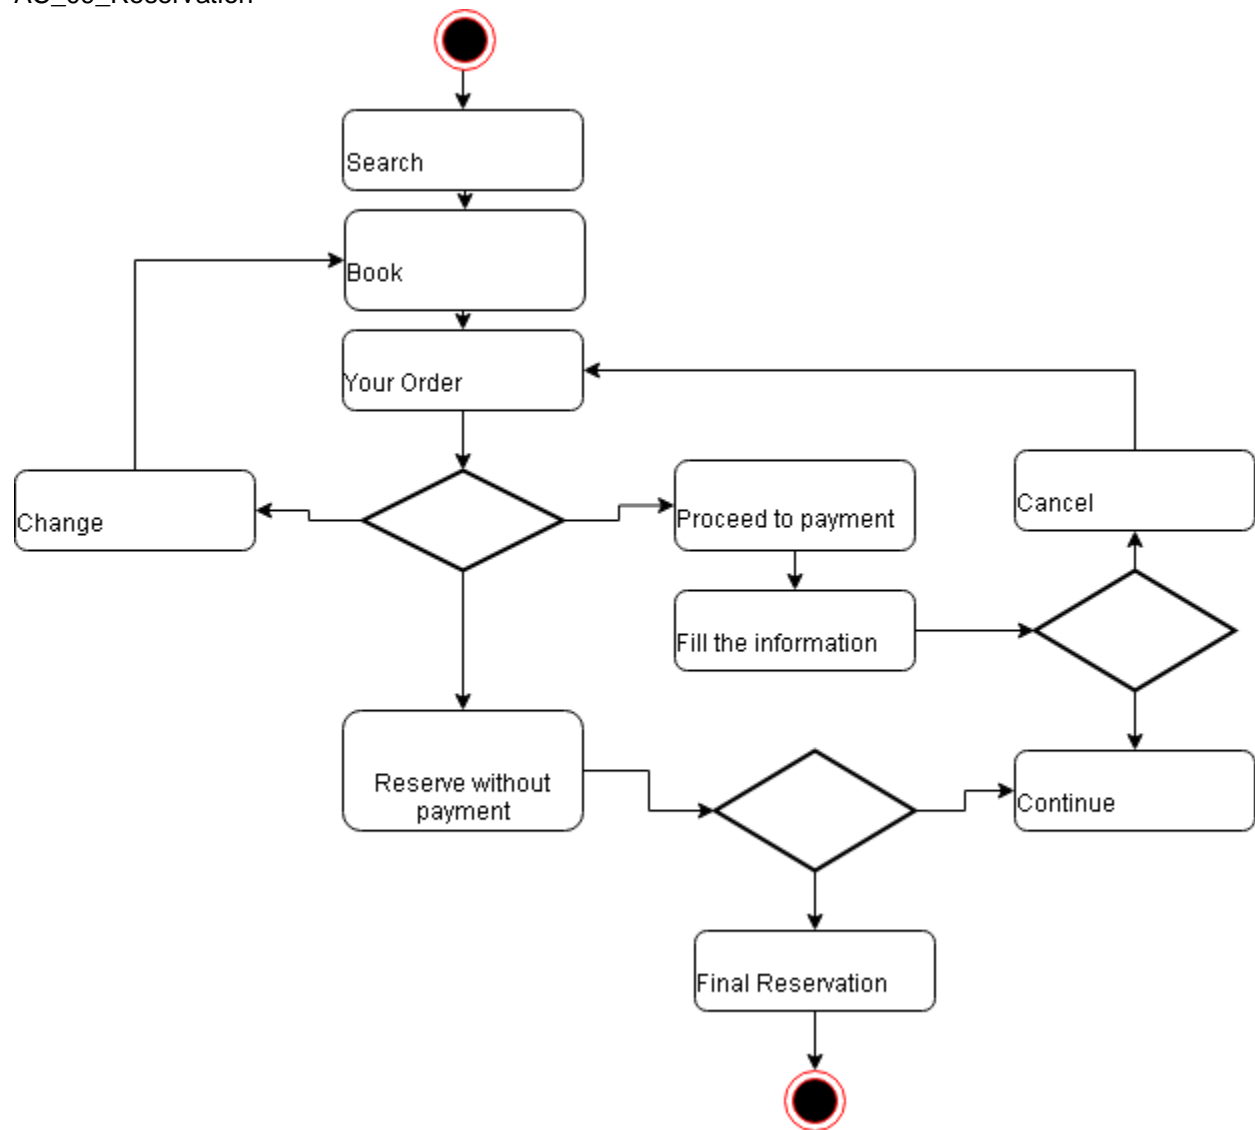 Search
Book
Your Order
Change
Proceed to payment
Cancel
Fill the information
Reserve without
payment
Continue
Final Reservation